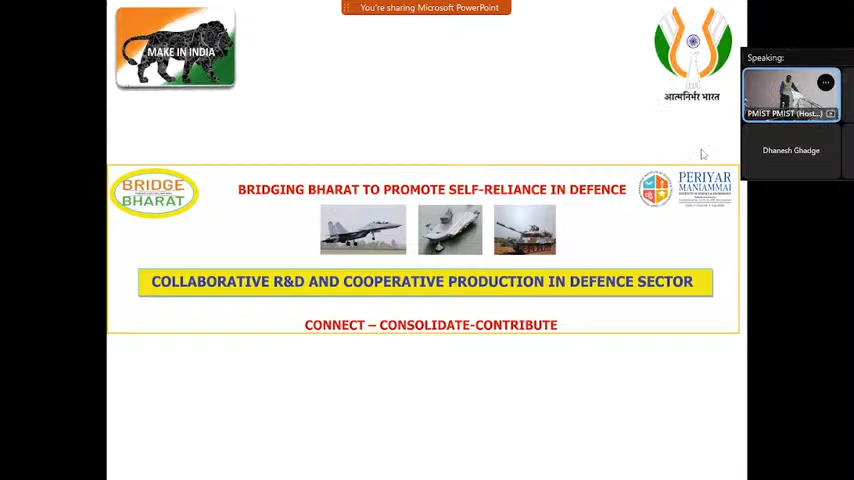 You're sharing Microsoft PowerPoint
MAKE IN INDIA
आत्मनिर्भर भारत
Speaking:
PMIST PMIST (Host...)
Dhanesh Ghadge
BRIDGE
BHARAT
BRIDGING BHARAT TO PROMOTE SELF-RELIANCE IN DEFENCE
PERIYAR
MANIAMMAI
COLLABORATIVE R&D AND COOPERATIVE PRODUCTION IN DEFENCE SECTOR
CONNECT – CONSOLIDATE-CONTRIBUTE